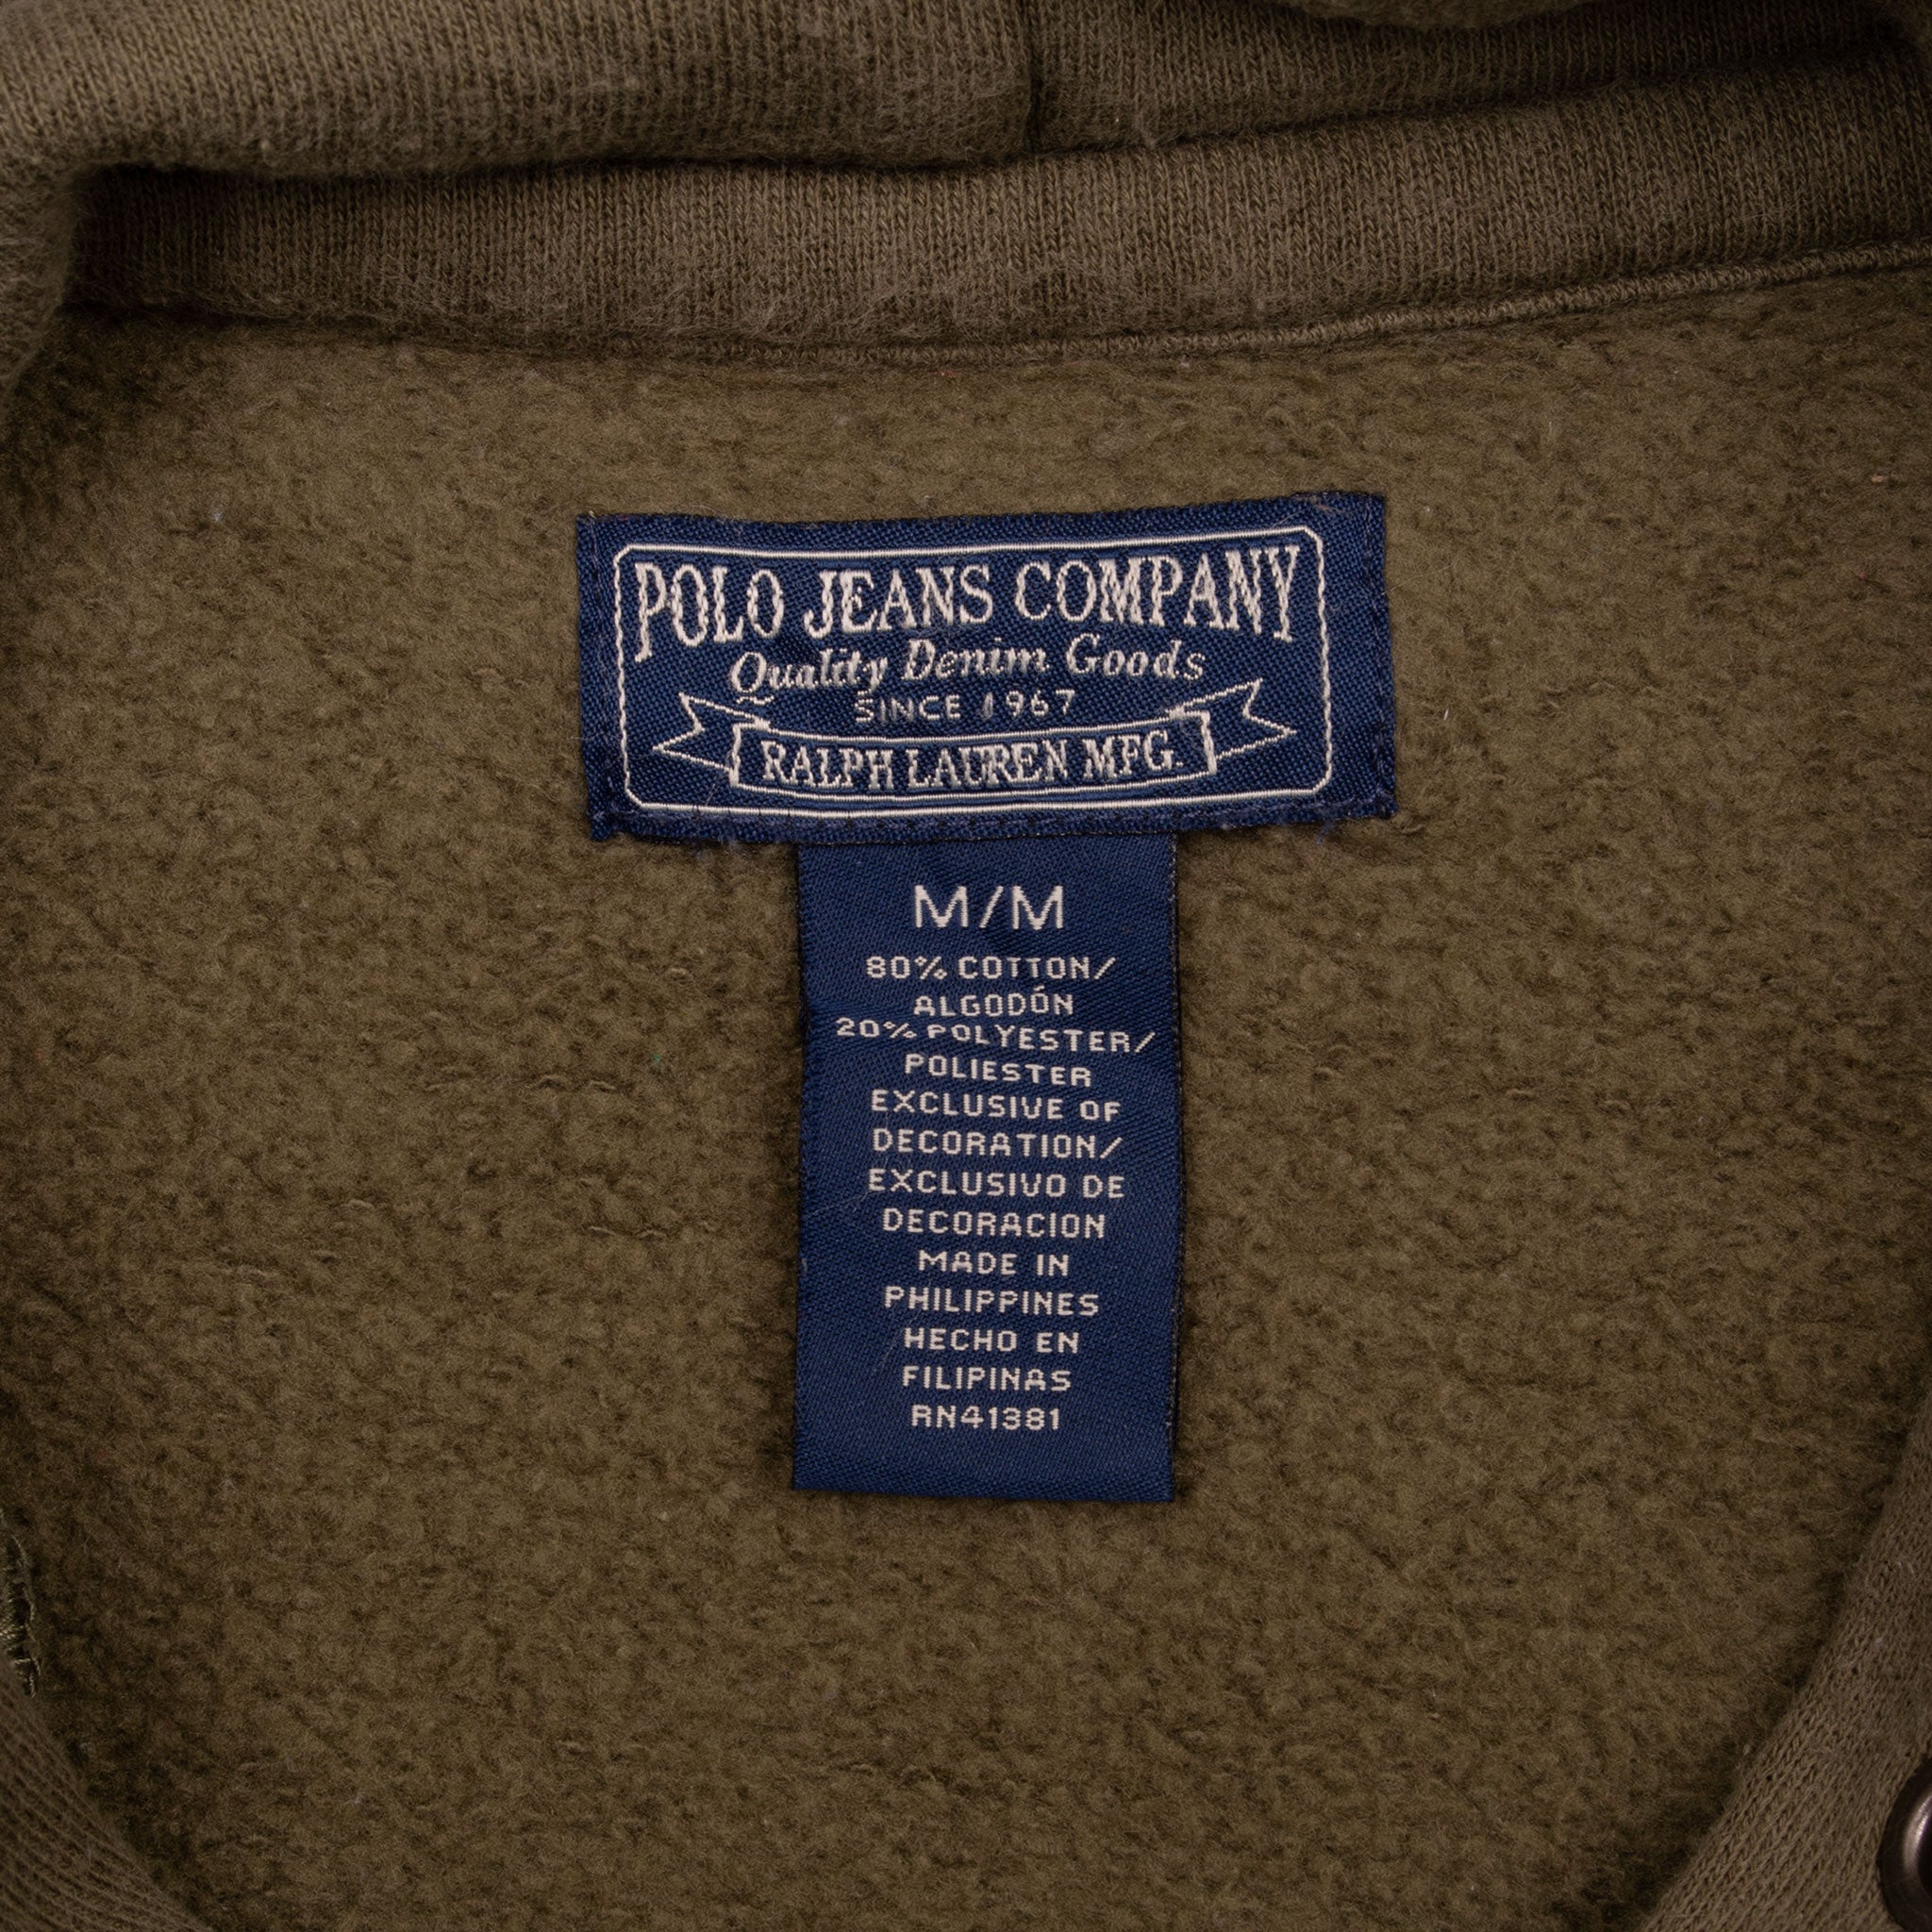 POLO JEANS COMPANY
Quality Denim Goods
SINCE 1967
RALPH LAUREN MFG.
M/M
80% COTTON/
ALGODÓN
20% POLYESTER/
POLIESTER
EXCLUSIVE OF
DECORATION/
EXCLUSIVO DE
DECORACION
MADE IN
PHILIPPINES
HECHO EN
FILIPINAS
RN41381